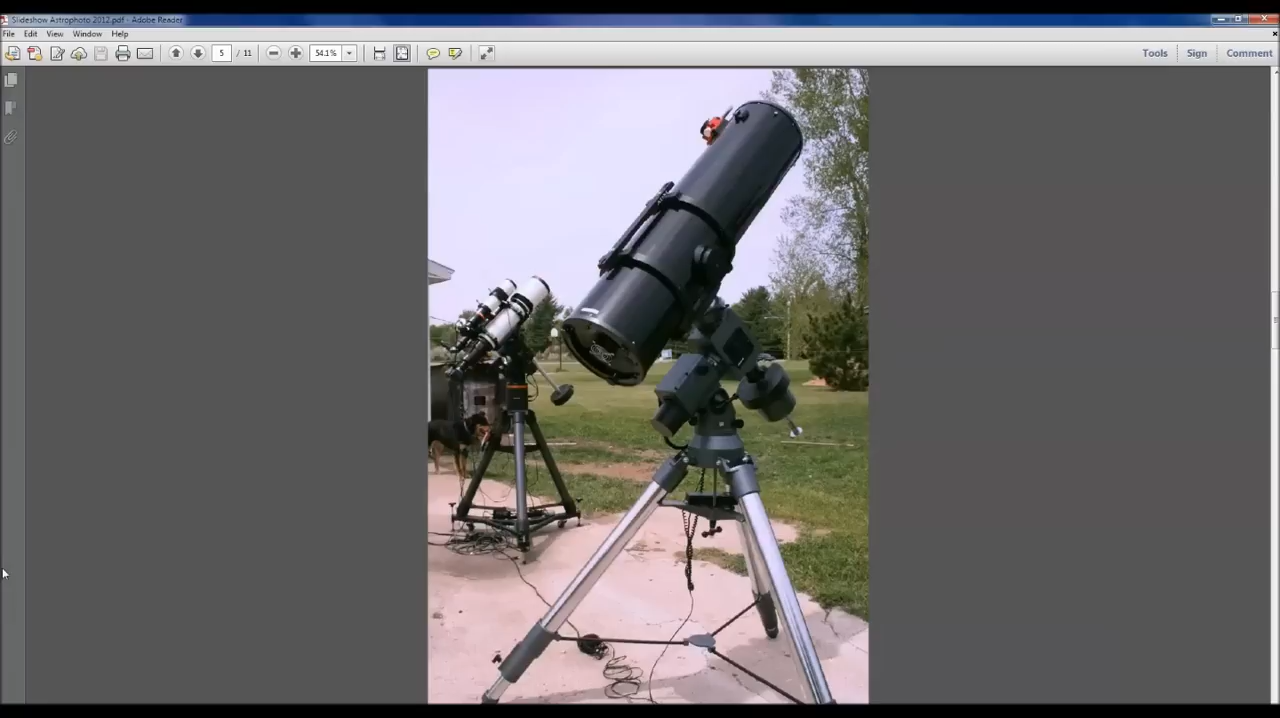 Slideshow Astrophoto 2012.pdf - Adobe Reader
File Edit View Window Help
5 / 11 54.1% Tools Sign Comment